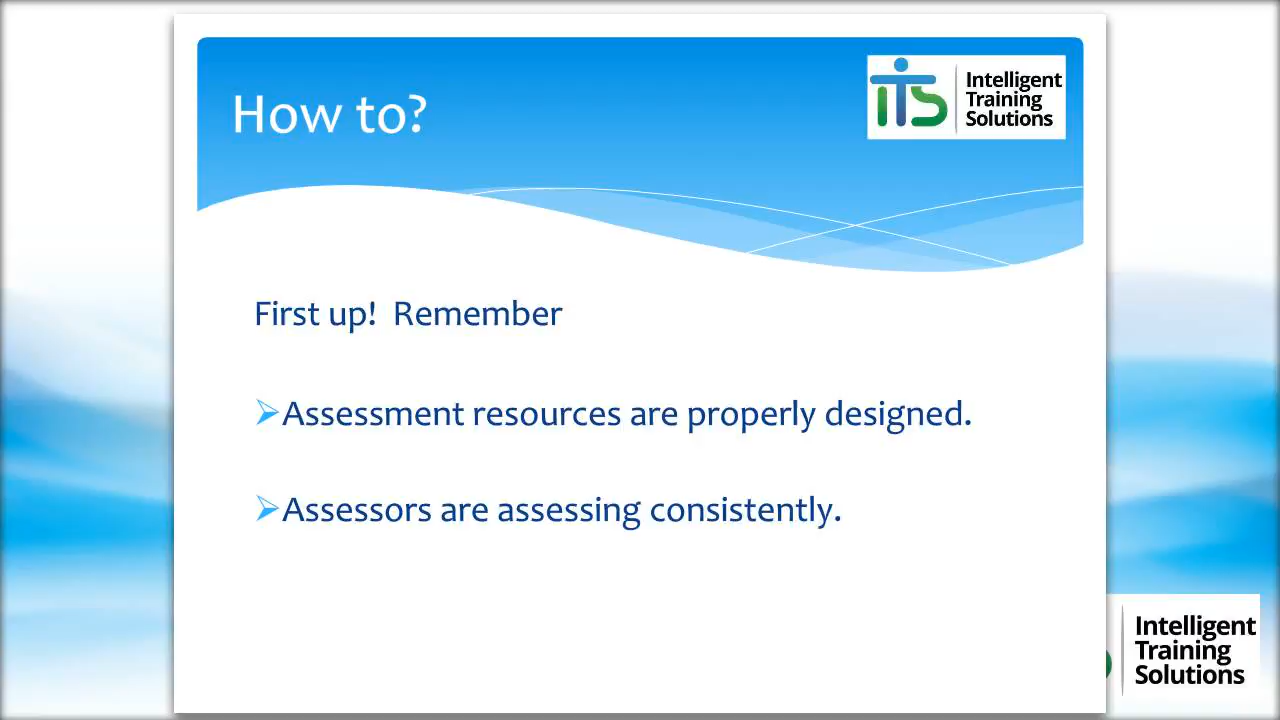 How to?
iTS
Intelligent
Training
Solutions
First up!  Remember
Assessment resources are properly designed.
Assessors are assessing consistently.
Intelligent
Training
Solutions